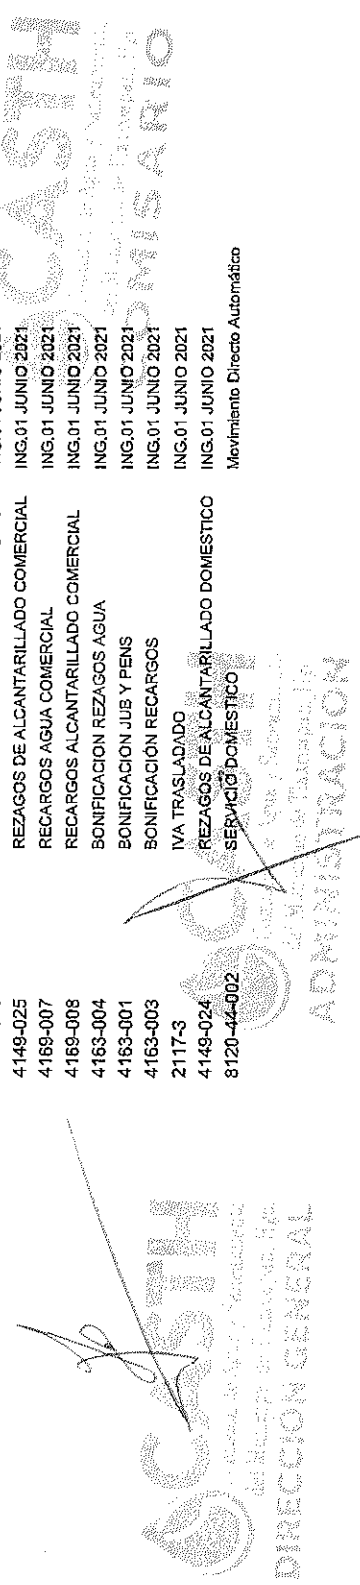 4149-025 REZAGOS DE ALCANTARILLADO COMERCIAL ING.01 JUNIO 2021
4169-007 RECARGOS AGUA COMERCIAL ING.01 JUNIO 2021
4169-008 RECARGOS ALCANTARILLADO COMERCIAL ING.01 JUNIO 2021
4163-004 BONIFICACION REZAGOS AGUA ING.01 JUNIO 2021
4163-001 BONIFICACION JUB Y PENS ING.01 JUNIO 2021
4163-003 BONIFICACIÓN RECARGOS ING.01 JUNIO 2021
2117-3 IVA TRASLADADO ING.01 JUNIO 2021
4149-024 REZAGOS DE ALCANTARILLADO DOMESTICO ING.01 JUNIO 2021
8120-44-002 SERVICIO DOMESTICO Movimiento Directo Automático
CASTH
DIRECCION GENERAL
CASTH
ADMINISTRACION
CASTH
COMISARIO